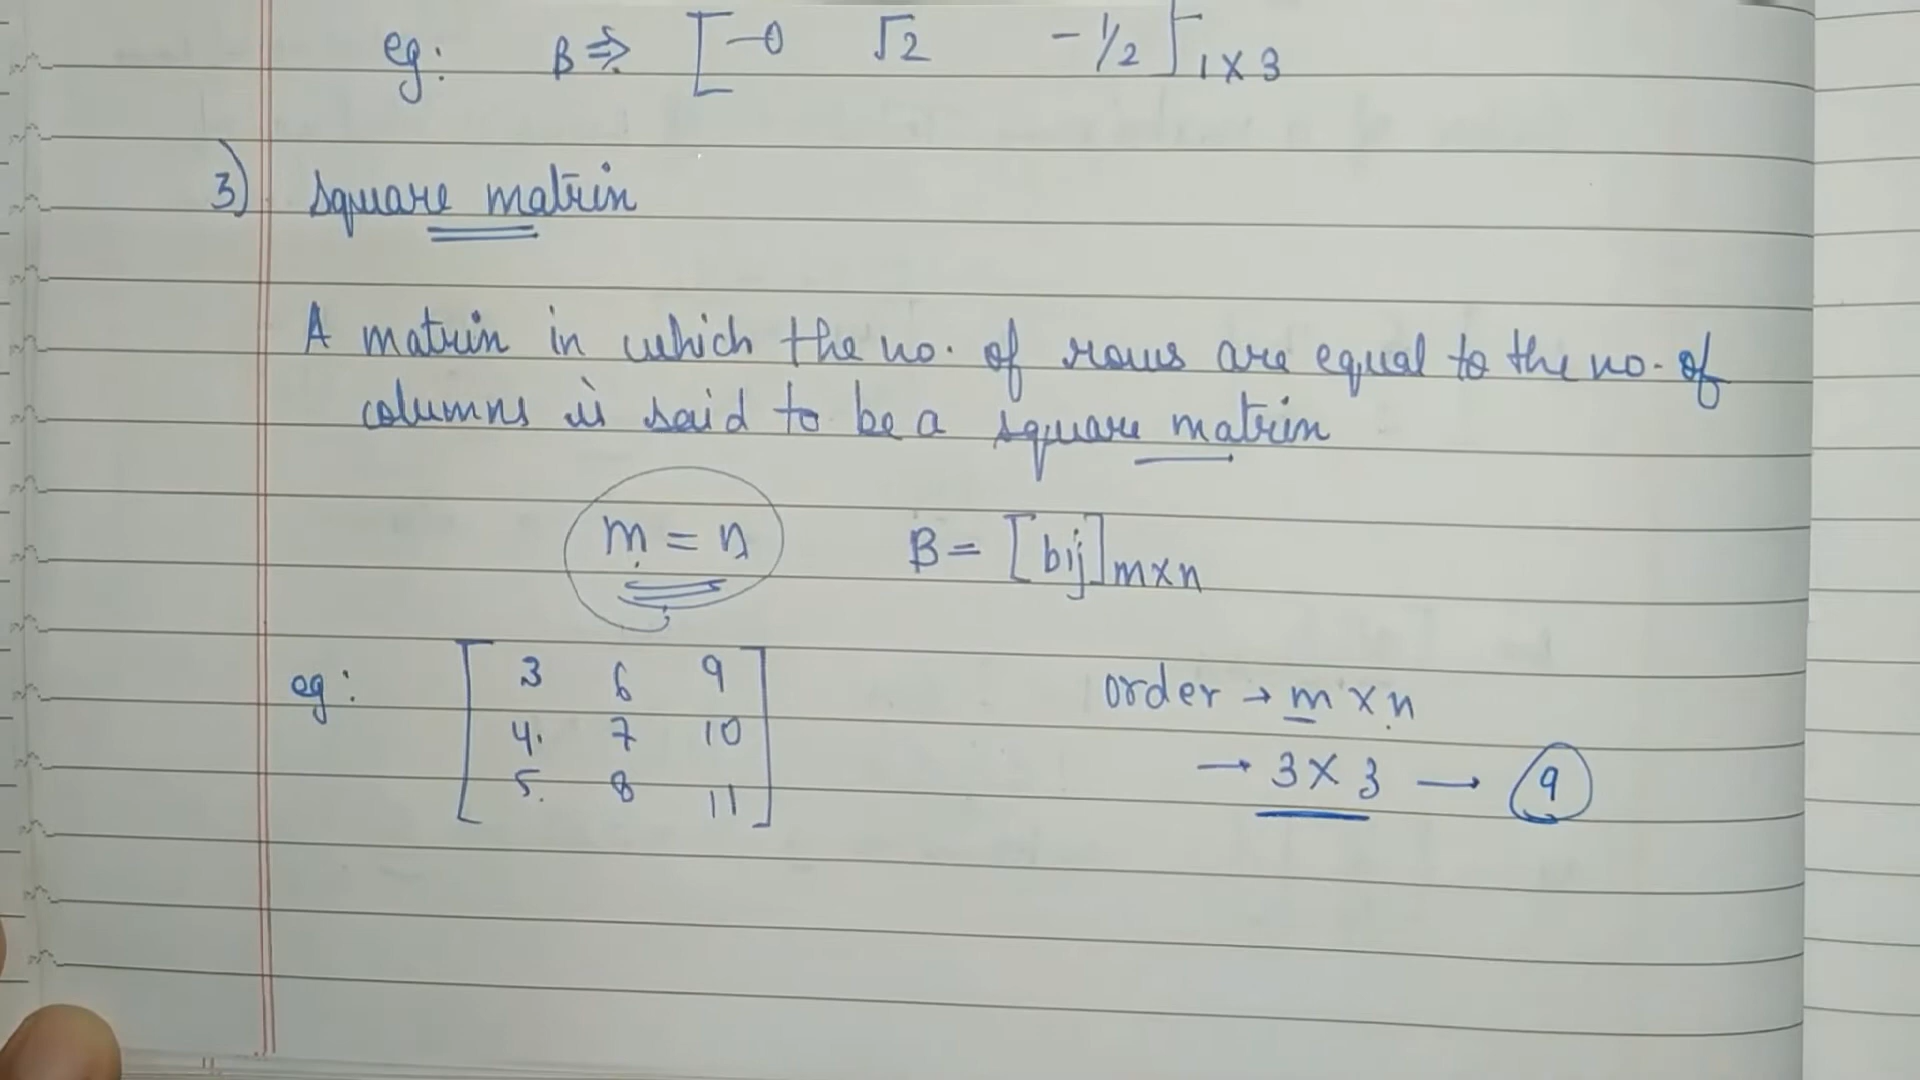 eg: B ⇒ [ -0 √2 -1/2 ] 1 x 3
3) square matrix
A matrix in which the no. of rows are equal to the no. of
columns is said to be a square matrix
m = n B = [bij] m x n
eg: [ 3 6 9 order → m x n
4 7 10
→ 3 x 3 → 9
5 8 11 ]